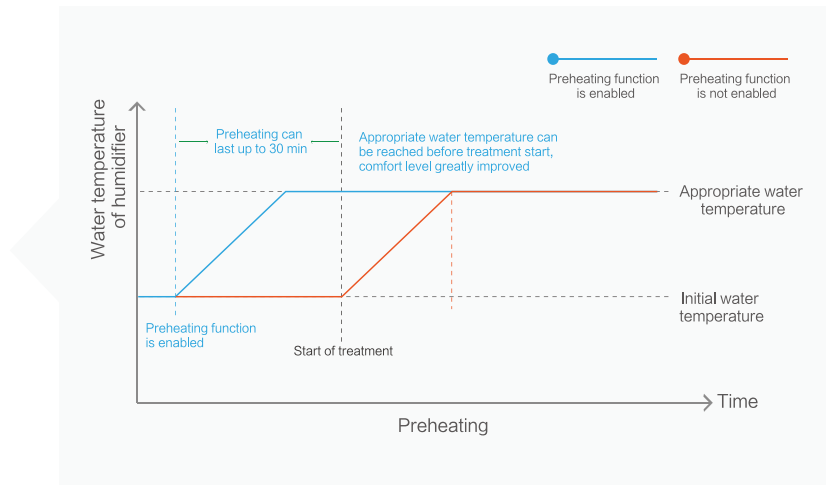 Preheating function
is enabled
Preheating function
is not enabled
Water temperature
of humidifier
Preheating can
last up to 30 min
Appropriate water temperature can
be reached before treatment start,
comfort level greatly improved
Appropriate water
temperature
Initial water
temperature
Preheating function
is enabled
Start of treatment
Time
Preheating